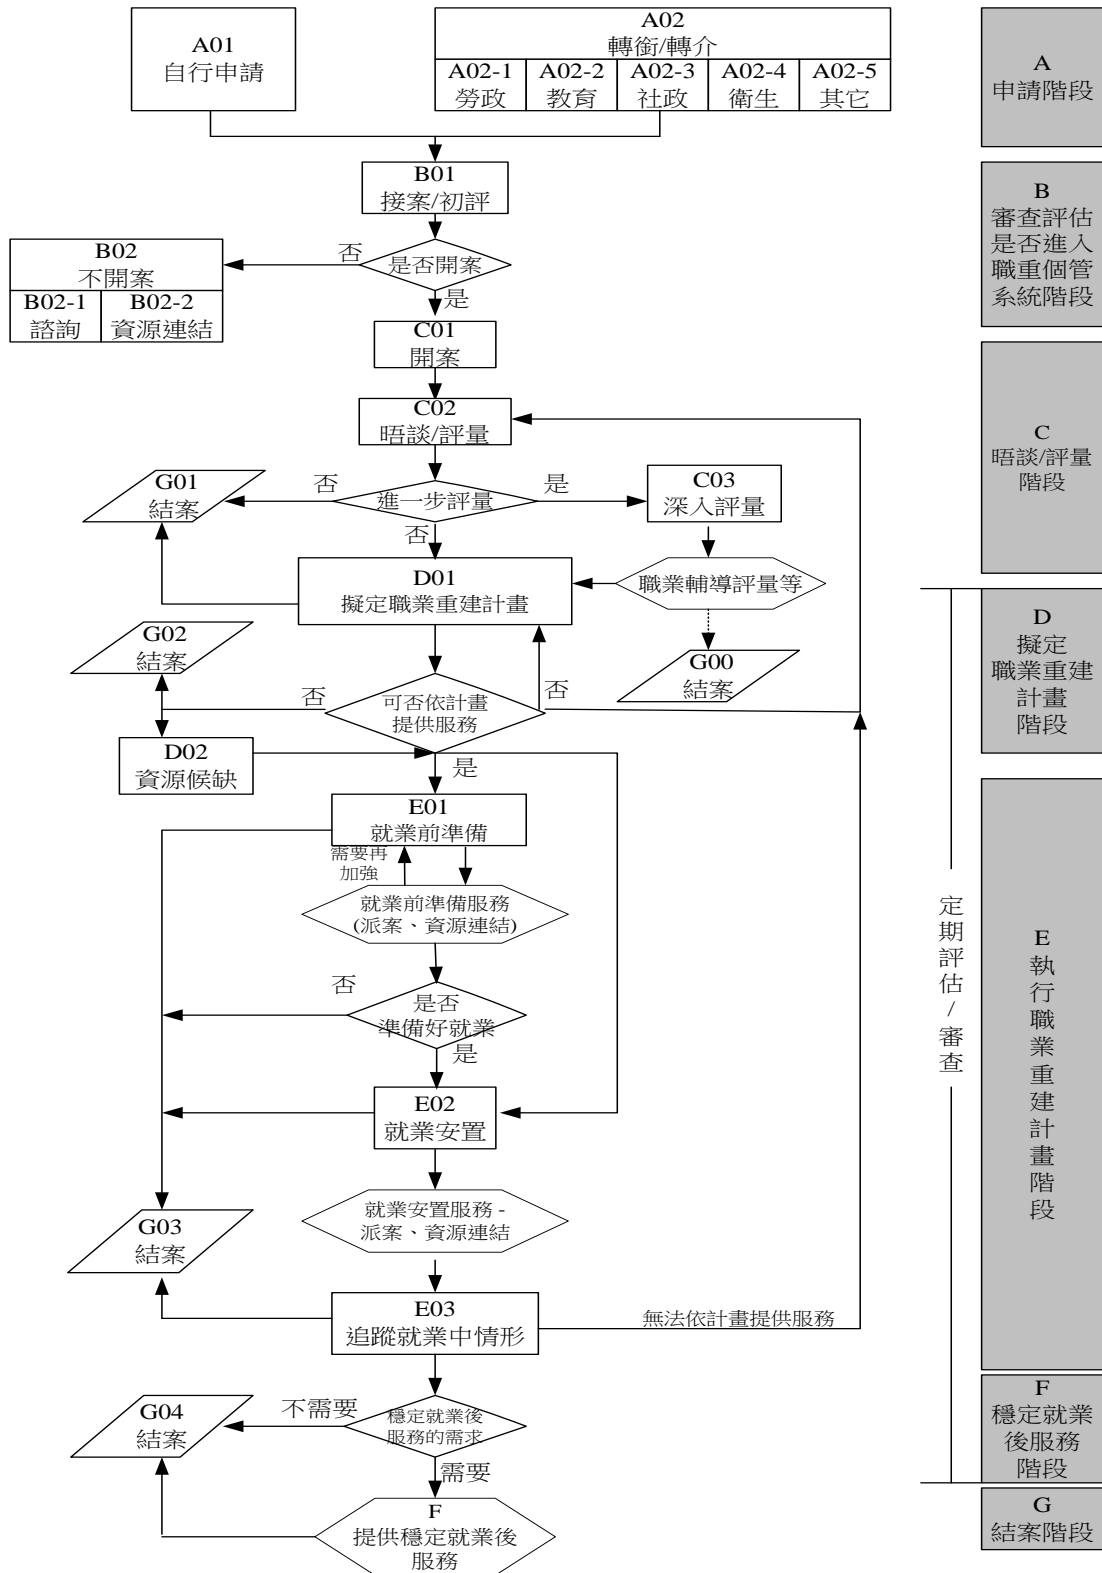 A01
自行申請
A02
轉銜/轉介
A02-1
勞政
A02-2
教育
A02-3
社政
A02-4
衛生
A02-5
其它
A
申請階段
B01
接案/初評
B
審查評估
是否進入
職重個管
系統階段
否
是否開案
是
B02
不開案
B02-1
諮詢
B02-2
資源連結
C01
開案
C02
晤談/評量
C
晤談/評量
階段
G01
結案
否
進一步評量
是
C03
深入評量
否
D01
擬定職業重建計畫
職業輔導評量等
D
擬定
職業重建
計畫
階段
G02
結案
G00
結案
否
可否依計畫
提供服務
否
D02
資源候缺
是
E01
就業前準備
需要再
加強
就業前準備服務
(派案、資源連結)
定期評估/審查
E
執行職業重建計畫階段
否
是否
準備好就業
是
E02
就業安置
就業安置服務 -
派案、資源連結
G03
結案
E03
追蹤就業中情形
無法依計畫提供服務
G04
結案
不需要
穩定就業後
服務的需求
需要
F
穩定就業
後服務
階段
F
提供穩定就業後
服務
G
結案階段